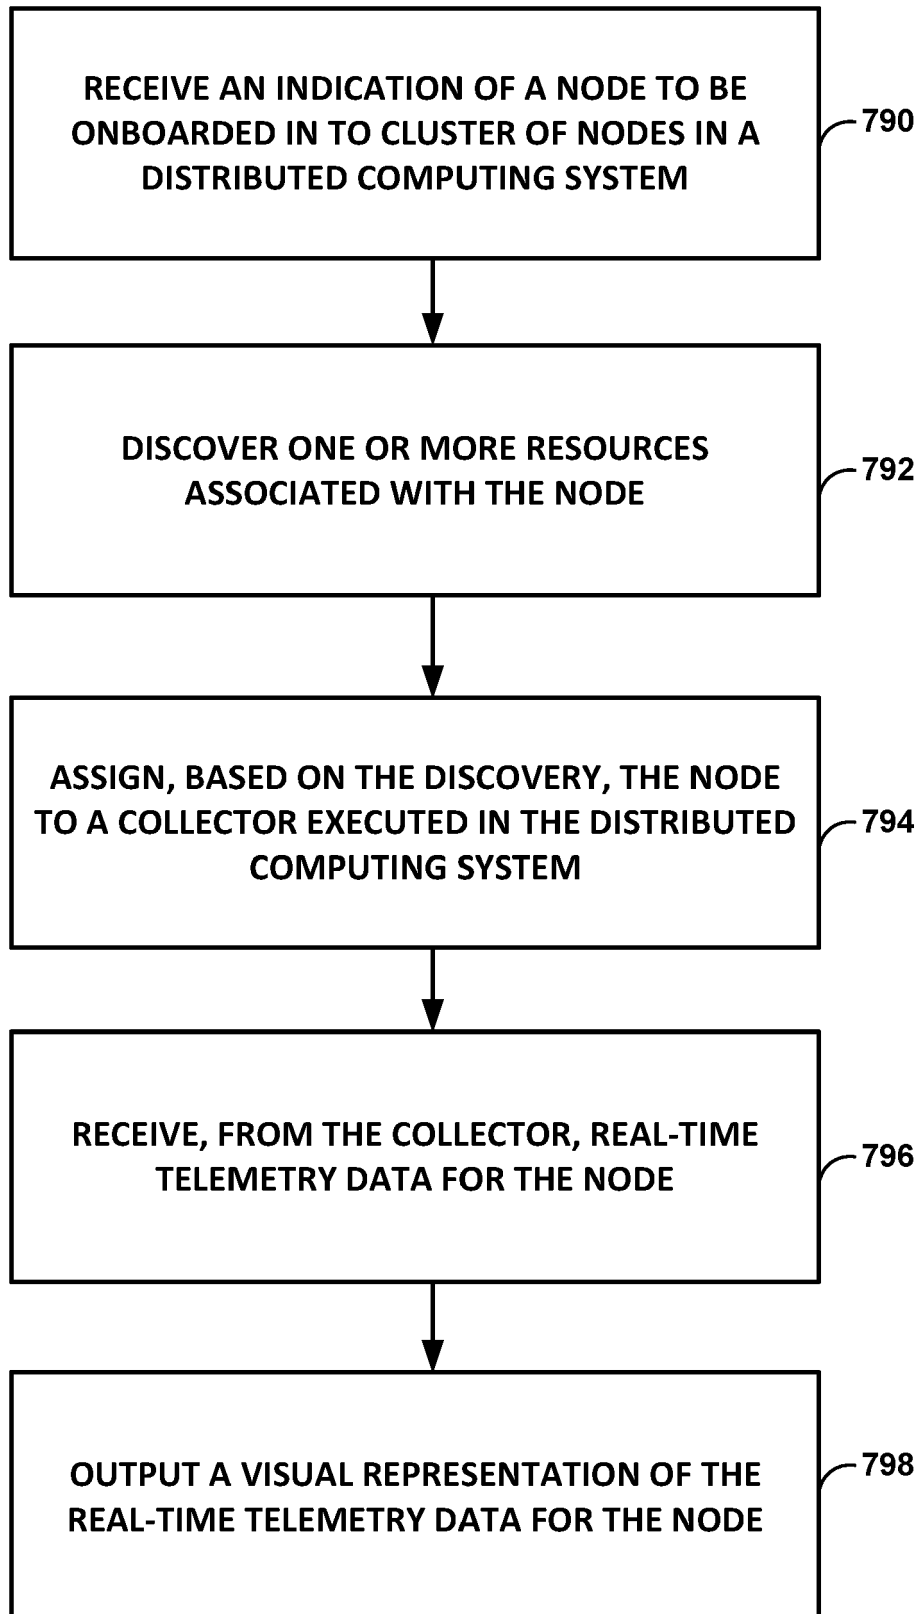 RECEIVE AN INDICATION OF A NODE TO BE
ONBOARDED IN TO CLUSTER OF NODES IN A
DISTRIBUTED COMPUTING SYSTEM
790
DISCOVER ONE OR MORE RESOURCES
ASSOCIATED WITH THE NODE
792
ASSIGN, BASED ON THE DISCOVERY, THE NODE
TO A COLLECTOR EXECUTED IN THE DISTRIBUTED
COMPUTING SYSTEM
794
RECEIVE, FROM THE COLLECTOR, REAL-TIME
TELEMETRY DATA FOR THE NODE
796
OUTPUT A VISUAL REPRESENTATION OF THE
REAL-TIME TELEMETRY DATA FOR THE NODE
798